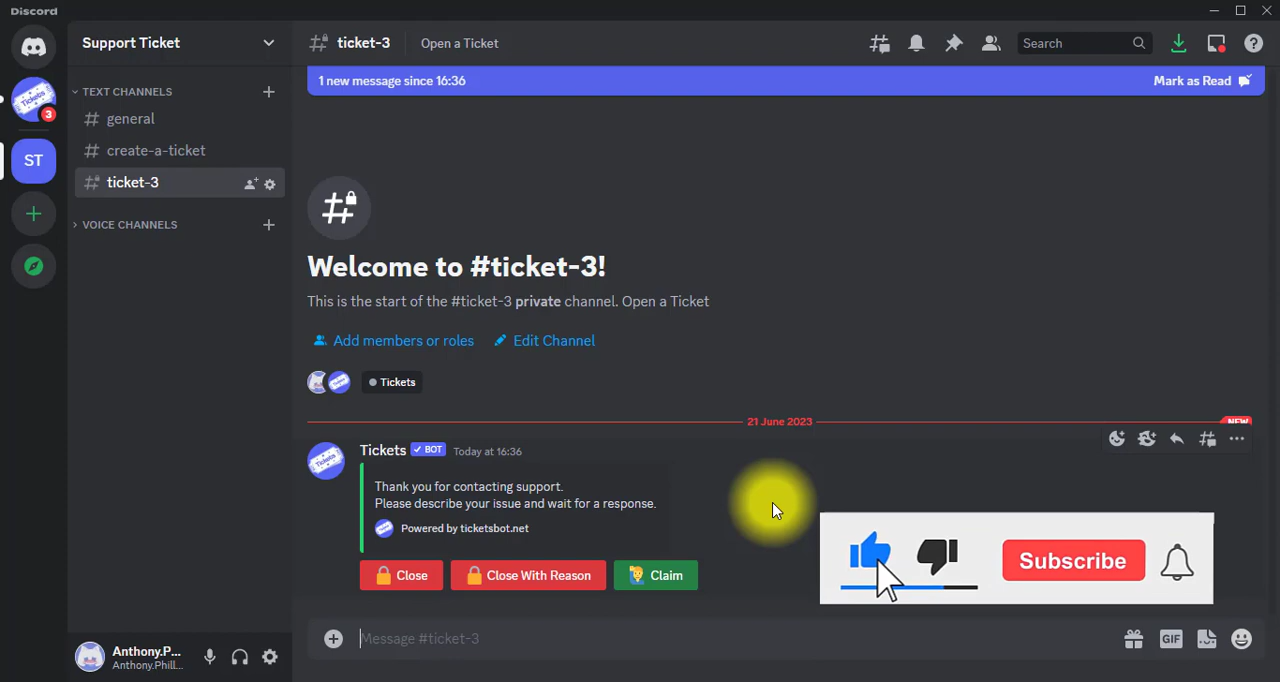 Discord
Support Ticket
ticket-3
Open a Ticket
Search
1 new message since 16:36
Mark as Read
TEXT CHANNELS
general
create-a-ticket
ticket-3
VOICE CHANNELS
Tickets
3
ST
Welcome to #ticket-3!
This is the start of the #ticket-3 private channel. Open a Ticket
Add members or roles
Edit Channel
Tickets
21 June 2023
NEW
Tickets
Tickets BOT Today at 16:36
Thank you for contacting support.
Please describe your issue and wait for a response.
Powered by ticketsbot.net
Close
Close With Reason
Claim
Subscribe
Message #ticket-3
GIF
Anthony.P...
Anthony.Phill...